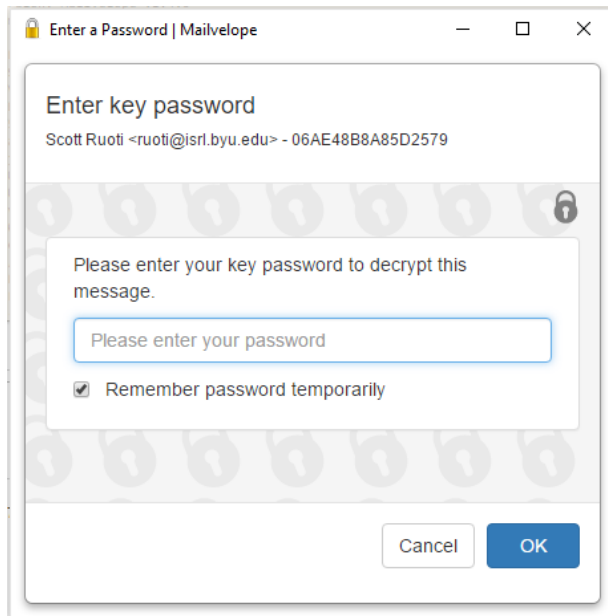 Enter a Password | Mailvelope
Enter key password
Scott Ruoti <ruoti@isrl.byu.edu> - 06AE48B8A85D2579
Please enter your key password to decrypt this
message.
Please enter your password
Remember password temporarily
Cancel OK